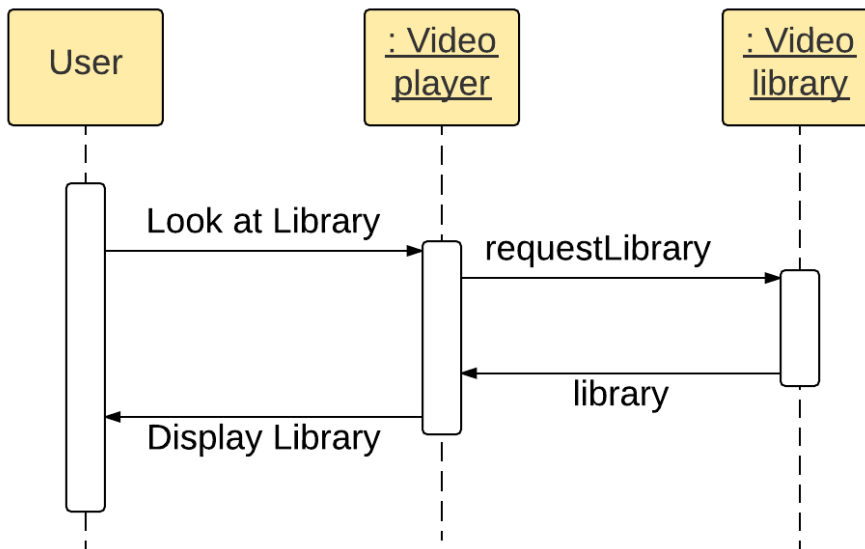 User
: Video
player
: Video
library
Look at Library
requestLibrary
library
Display Library